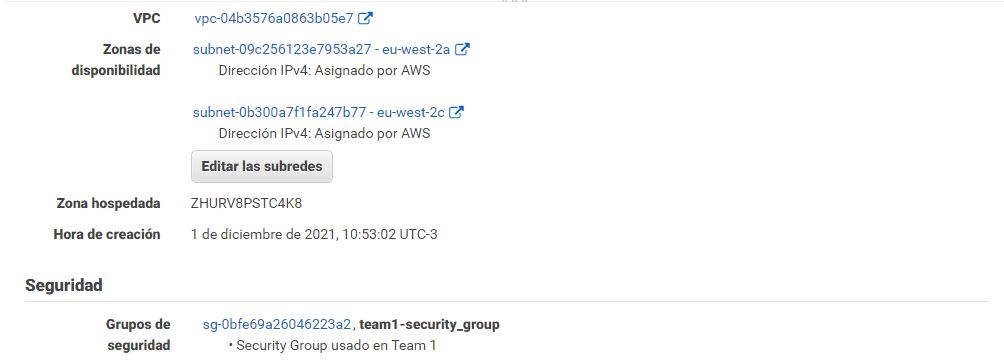 VPC vpc-04b3576a0863b05e7
Zonas de subnet-09c256123e7953a27 - eu-west-2a
disponibilidad Dirección IPv4: Asignado por AWS
subnet-0b300a7f1fa247b77 - eu-west-2c
Dirección IPv4: Asignado por AWS
Editar las subredes
Zona hospedada ZHURV8PSTC4K8
Hora de creación 1 de diciembre de 2021, 10:53:02 UTC-3
Seguridad
Grupos de sg-0bfe69a26046223a2, team1-security_group
seguridad • Security Group usado en Team 1